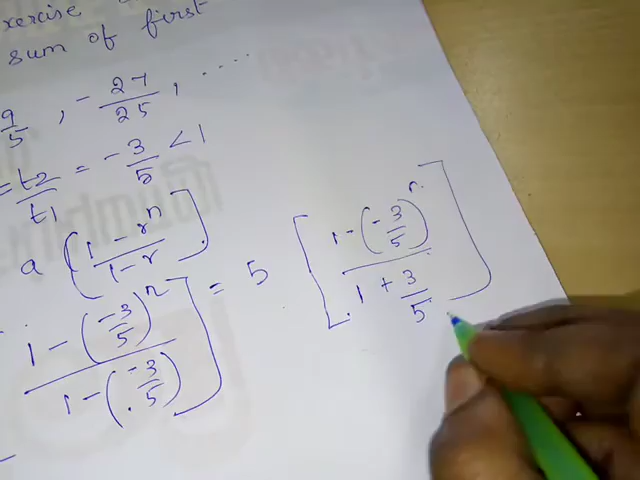 xercise
sum of first
9/5, - 27/25, ....
= t2/t1 = - 3/5 < 1
a [(1 - r^n)/(1 - r)]
1 - (-3/5)^n / 1 - (-3/5) ] = 5 [ 1 - (-3/5)^n / 1 + 3/5 ]